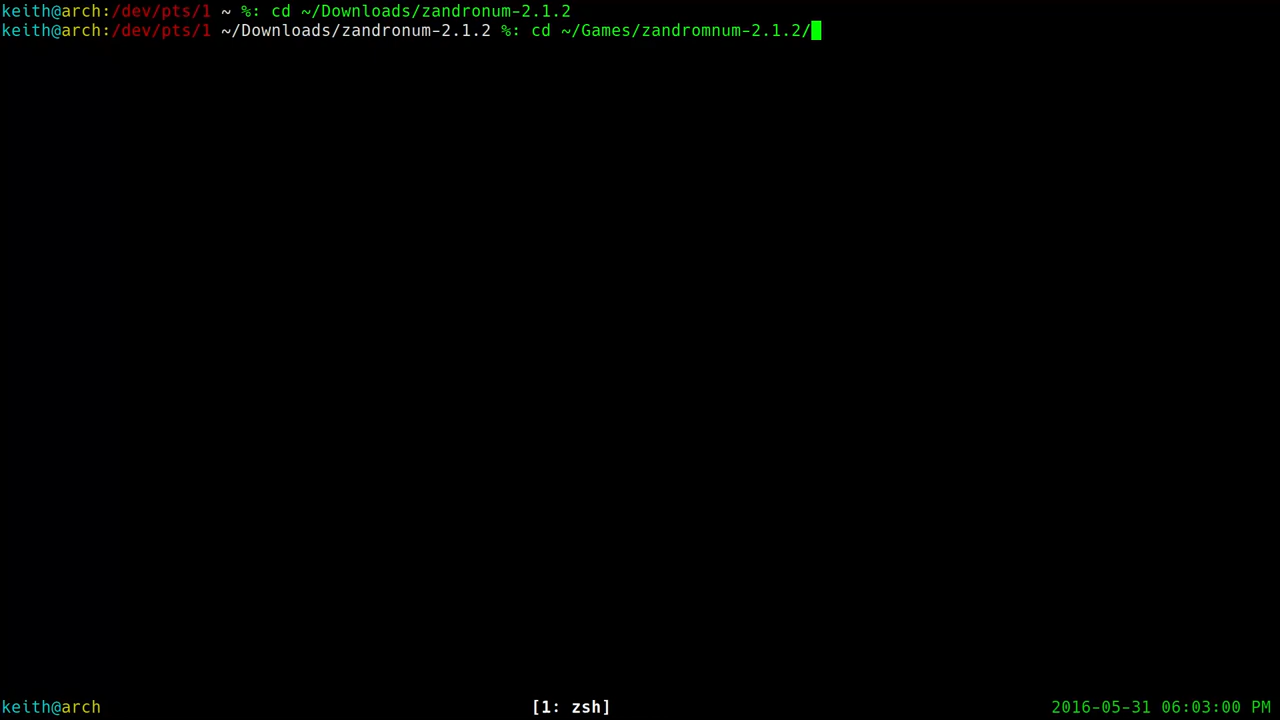 keith@arch:/dev/pts/1 ~ %: cd ~/Downloads/zandronum-2.1.2
keith@arch:/dev/pts/1 ~/Downloads/zandronum-2.1.2 %: cd ~/Games/zandromnum-2.1.2/
keith@arch [1: zsh] 2016-05-31 06:03:00 PM